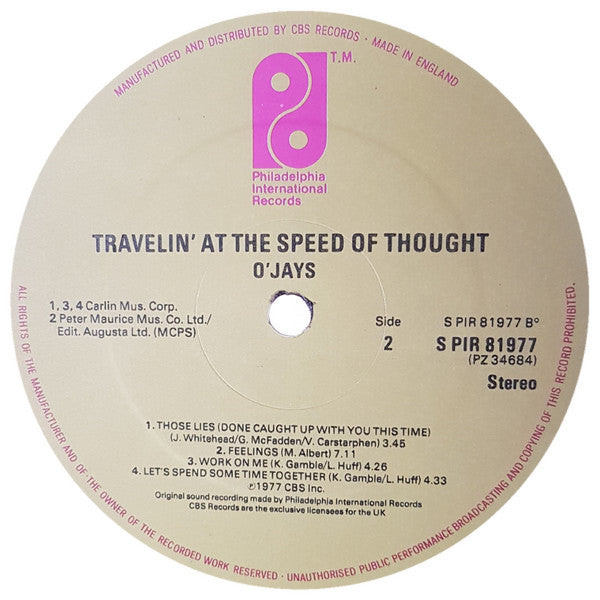 MANUFACTURED AND DISTRIBUTED BY CBS RECORDS · MADE IN ENGLAND
T.M.
Philadelphia
International
Records
TRAVELIN' AT THE SPEED OF THOUGHT
O'JAYS
1, 3, 4 Carlin Mus. Corp.
2 Peter Maurice Mus. Co. Ltd./
Edit. Augusta Ltd. (MCPS)
Side
2
S PIR 81977 B°
S PIR 81977
(PZ 34684)
Stereo
1. THOSE LIES (DONE CAUGHT UP WITH YOU THIS TIME)
(J. Whitehead/G. McFadden/V. Carstarphen) 3.45
2. FEELINGS (M. Albert) 7.11
3. WORK ON ME (K. Gamble/L. Huff) 4.26
4. LET'S SPEND SOME TIME TOGETHER (K. Gamble/L. Huff) 4.33
℗1977 CBS Inc.
Original sound recording made by Philadelphia International Records
CBS Records are the exclusive licensees for the UK
ALL RIGHTS OF THE MANUFACTURER AND OF THE OWNER OF THE RECORDED WORK RESERVED · UNAUTHORISED PUBLIC PERFORMANCE BROADCASTING AND COPYING OF THIS RECORD PROHIBITED.